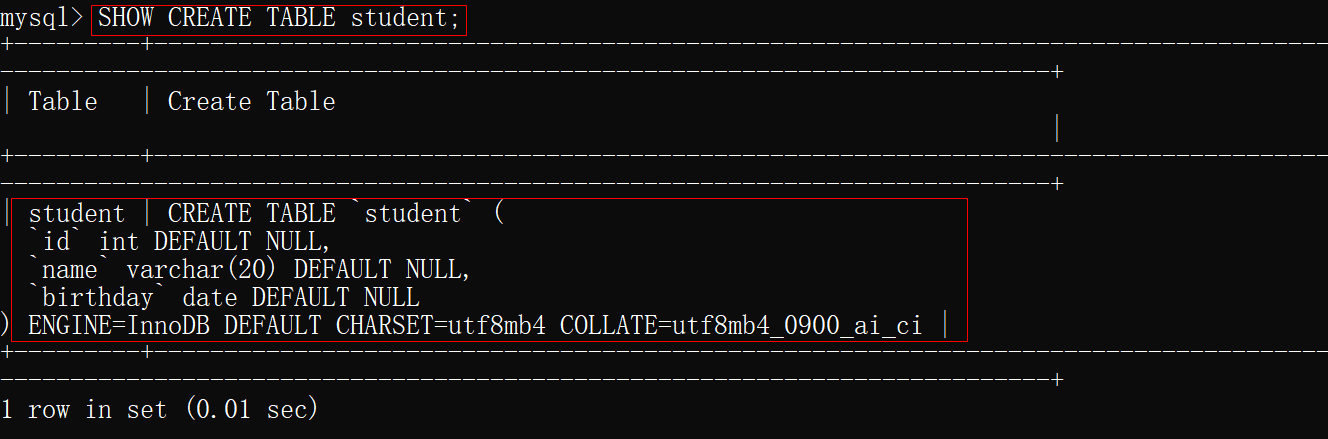 mysql> SHOW CREATE TABLE student;
+---------+------------------------------------------------------------------------------------
---------------------------------------------------------------------------+
| Table   | Create Table
|
+---------+------------------------------------------------------------------------------------
---------------------------------------------------------------------------+
| student | CREATE TABLE `student` (
`id` int DEFAULT NULL,
`name` varchar(20) DEFAULT NULL,
`birthday` date DEFAULT NULL
) ENGINE=InnoDB DEFAULT CHARSET=utf8mb4 COLLATE=utf8mb4_0900_ai_ci |
+---------+------------------------------------------------------------------------------------
---------------------------------------------------------------------------+
1 row in set (0.01 sec)